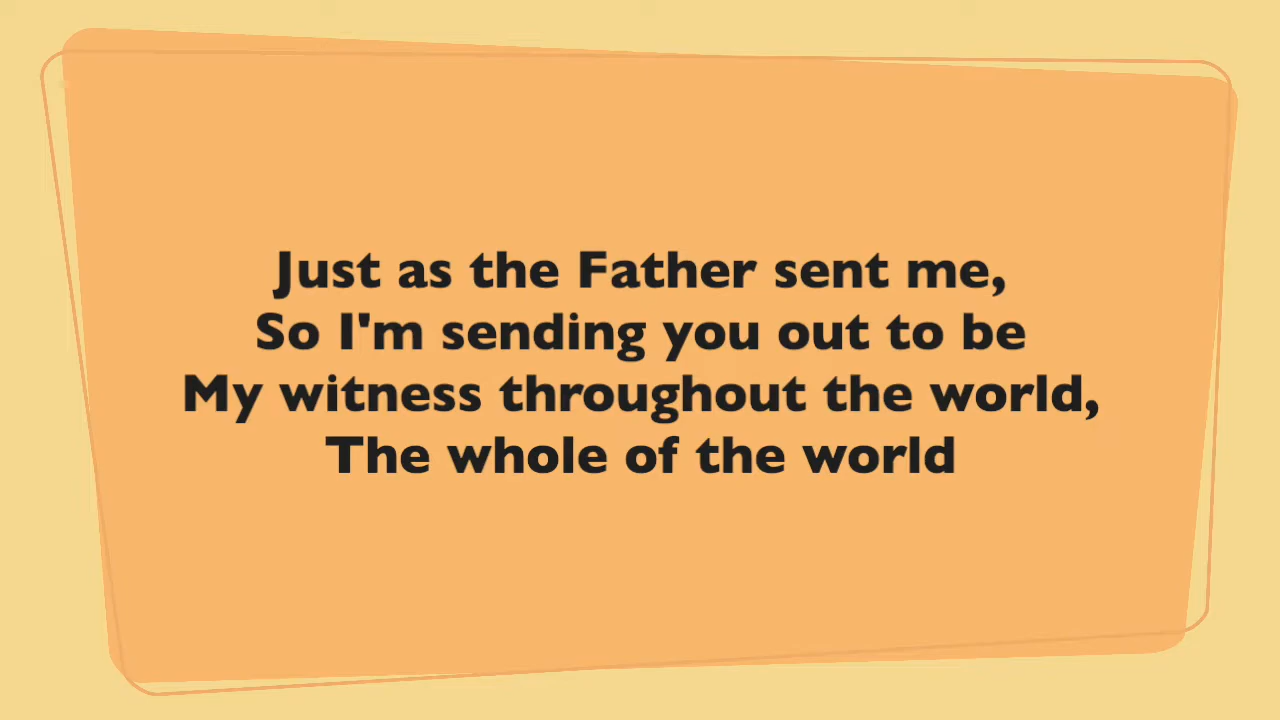 Just as the Father sent me,
So I'm sending you out to be
My witness throughout the world,
The whole of the world